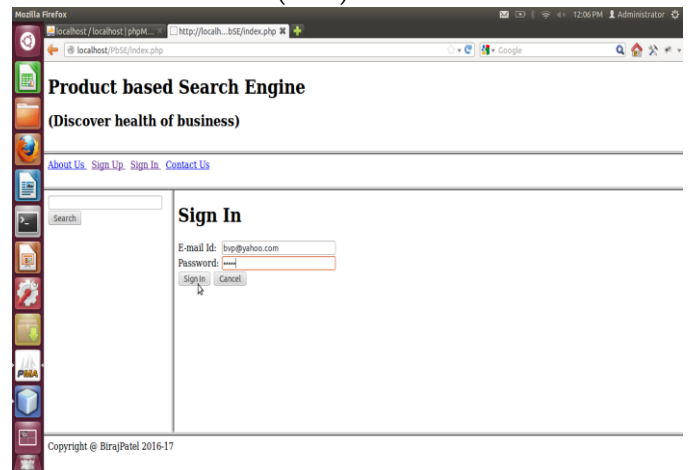 Mozilla Firefox
12:06 PM Administrator
localhost / localhost | phpM...
http://localh...bSE/index.php
localhost/PbSE/index.php
Google
Product based Search Engine
(Discover health of business)
About Us Sign Up Sign In Contact Us
Search
Sign In
E-mail Id: bvp@yahoo.com
Password: •••••
Sign In Cancel
PMA
Copyright @ BirajPatel 2016-17